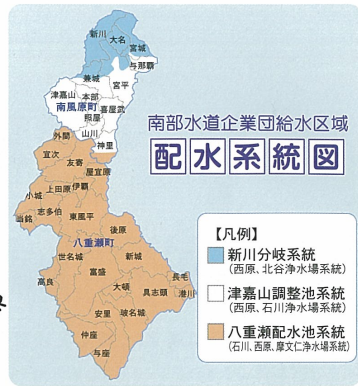 南部水道企業団給水区域
配水系統図
新川
大名
宮城
与那覇
兼城
宮平
津嘉山
本部
喜屋武
南風原町
照屋
山川
神里
外間
宜次
友寄
屋宜原
小城
上田原
伊覇
当銘
志多伯
東風平
後原
八重瀬町
世名城
新城
高良
富盛
大頓
具志頭
長毛
港川
安里
玻名城
仲座
与座
【凡例】
新川分岐系統
(西原、北谷浄水場系統)
津嘉山調整池系統
(西原、石川浄水場系統)
八重瀬配水池系統
(石川、西原、摩文仁浄水場系統)